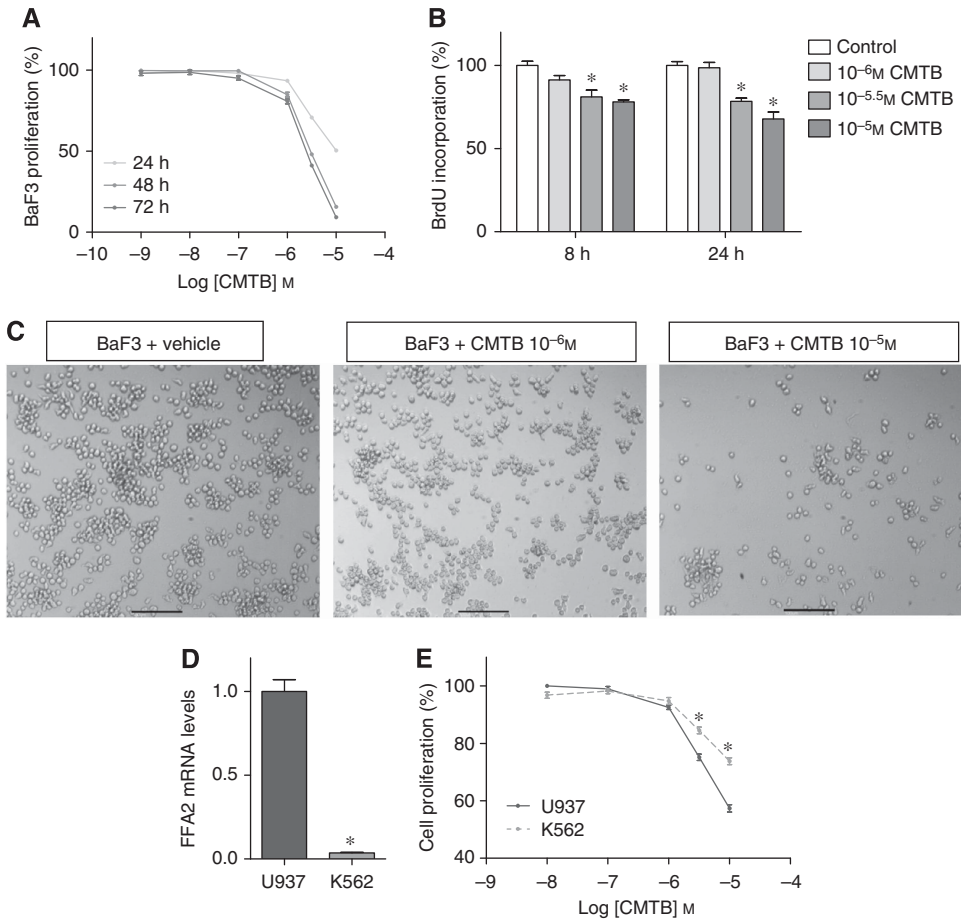 A
BaF3 proliferation (%)
100
50
0
24 h
48 h
72 h
–10 –9 –8 –7 –6 –5 –4
Log [CMTB] M
B
BrdU incorporation (%)
100
50
0
* * * *
8 h 24 h
Control
10⁻⁶M CMTB
10⁻⁵·⁵M CMTB
10⁻⁵M CMTB
C
BaF3 + vehicle
BaF3 + CMTB 10⁻⁶M
BaF3 + CMTB 10⁻⁵M
D
FFA2 mRNA levels
1.0
0.5
0.0
*
U937 K562
E
Cell proliferation (%)
100
80
60
40
* *
U937
K562
–9 –8 –7 –6 –5 –4
Log [CMTB] M